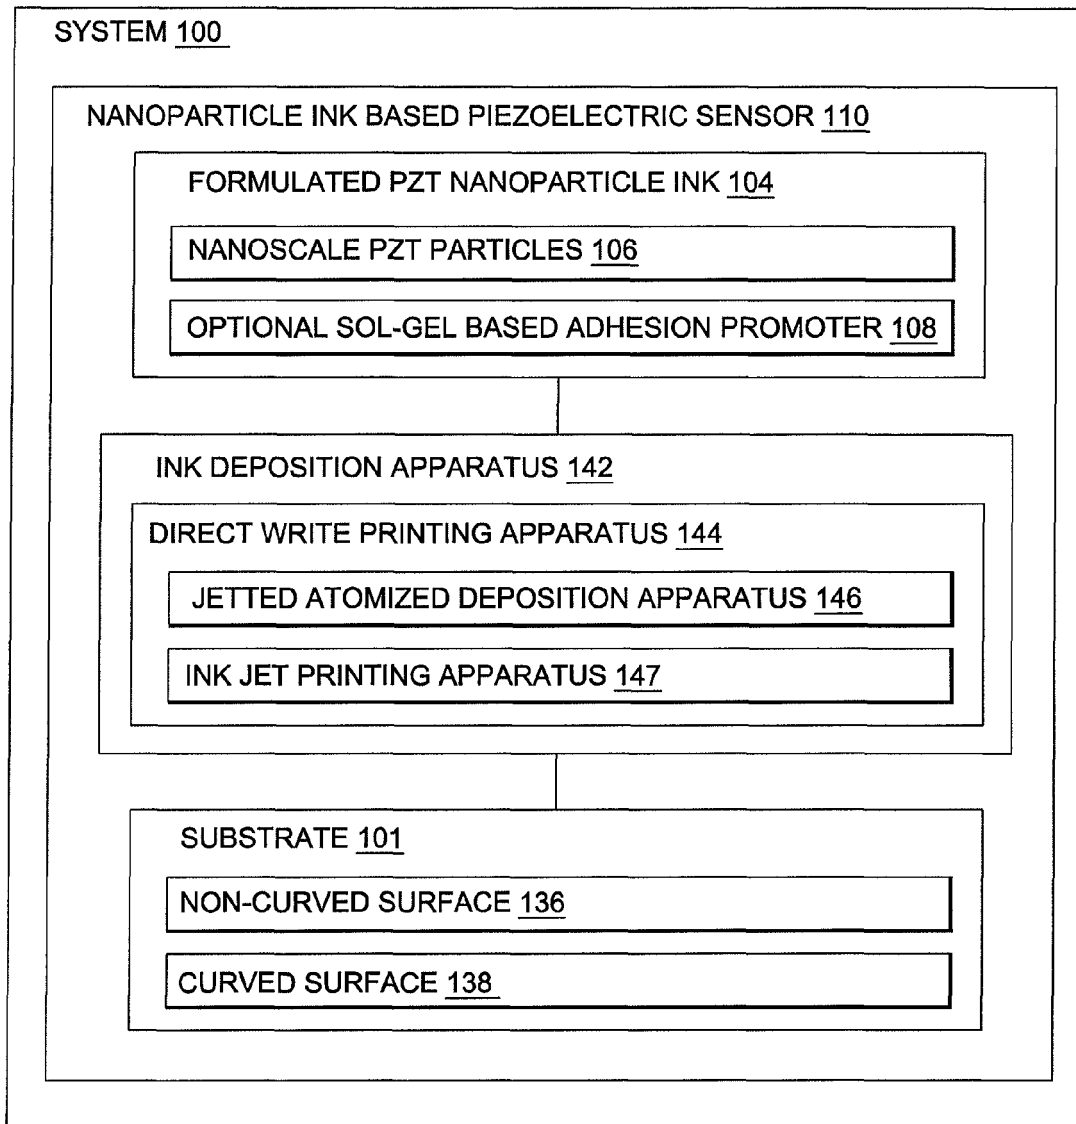 SYSTEM 100
NANOPARTICLE INK BASED PIEZOELECTRIC SENSOR 110
FORMULATED PZT NANOPARTICLE INK 104
NANOSCALE PZT PARTICLES 106
OPTIONAL SOL-GEL BASED ADHESION PROMOTER 108
INK DEPOSITION APPARATUS 142
DIRECT WRITE PRINTING APPARATUS 144
JETTED ATOMIZED DEPOSITION APPARATUS 146
INK JET PRINTING APPARATUS 147
SUBSTRATE 101
NON-CURVED SURFACE 136
CURVED SURFACE 138